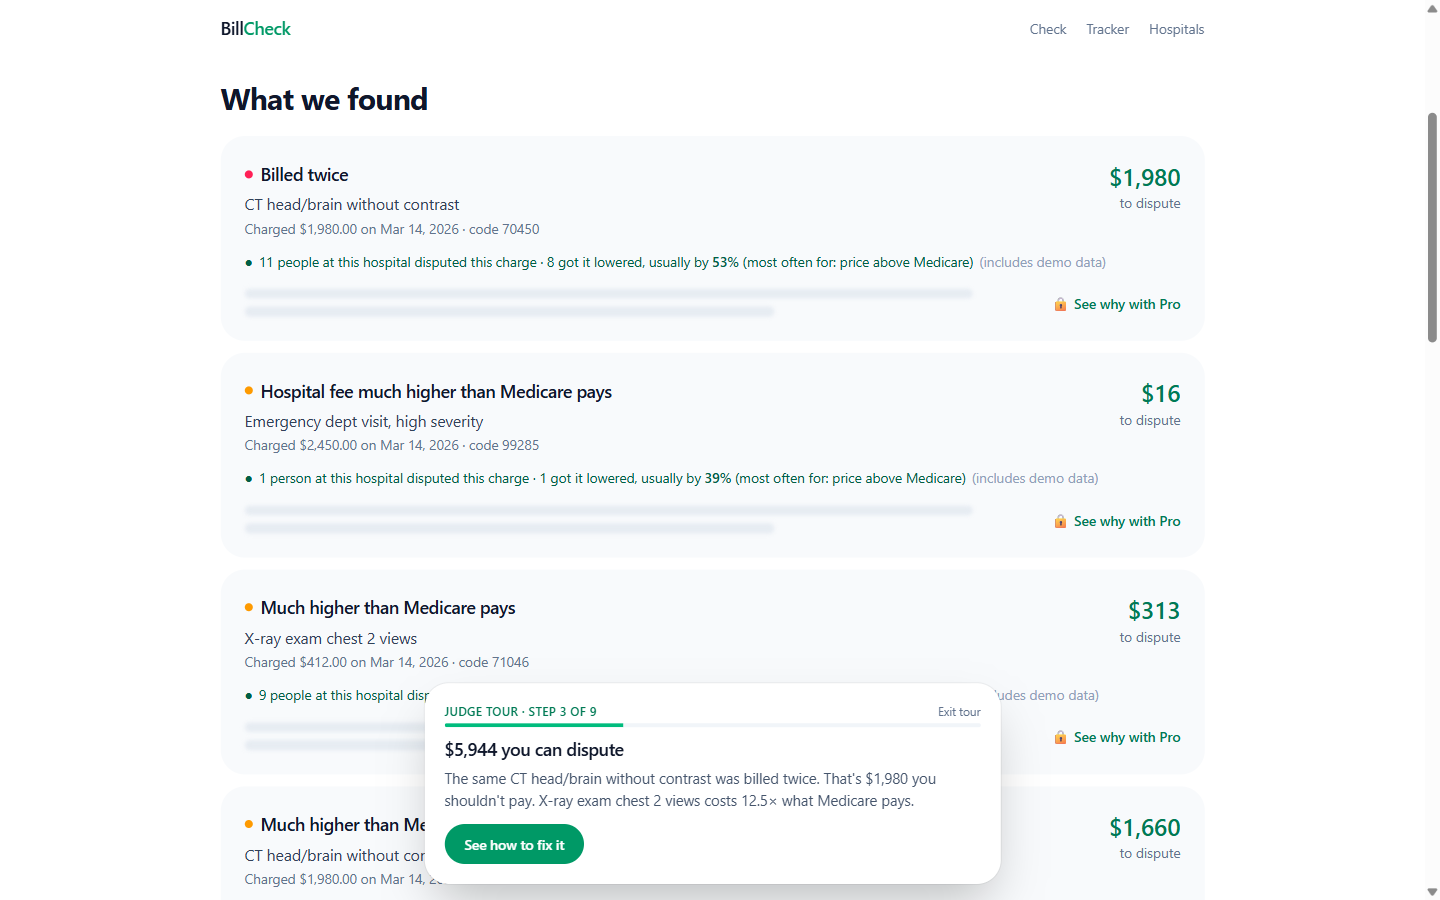 BillCheck
Check
Tracker
Hospitals
What we found
Billed twice
$1,980
CT head/brain without contrast
to dispute
Charged $1,980.00 on Mar 14, 2026 · code 70450
11 people at this hospital disputed this charge · 8 got it lowered, usually by 53% (most often for: price above Medicare) (includes demo data)
See why with Pro
Hospital fee much higher than Medicare pays
$16
Emergency dept visit, high severity
to dispute
Charged $2,450.00 on Mar 14, 2026 · code 99285
1 person at this hospital disputed this charge · 1 got it lowered, usually by 39% (most often for: price above Medicare) (includes demo data)
See why with Pro
Much higher than Medicare pays
$313
X-ray exam chest 2 views
to dispute
Charged $412.00 on Mar 14, 2026 · code 71046
9 people at this hospital
demo data)
See why with Pro
JUDGE TOUR · STEP 3 OF 9
Exit tour
$5,944 you can dispute
The same CT head/brain without contrast was billed twice. That's $1,980 you
shouldn't pay. X-ray exam chest 2 views costs 12.5× what Medicare pays.
See how to fix it
Much higher than
$1,660
CT head/brain without
to dispute
Charged $1,980.00 on Mar 14,